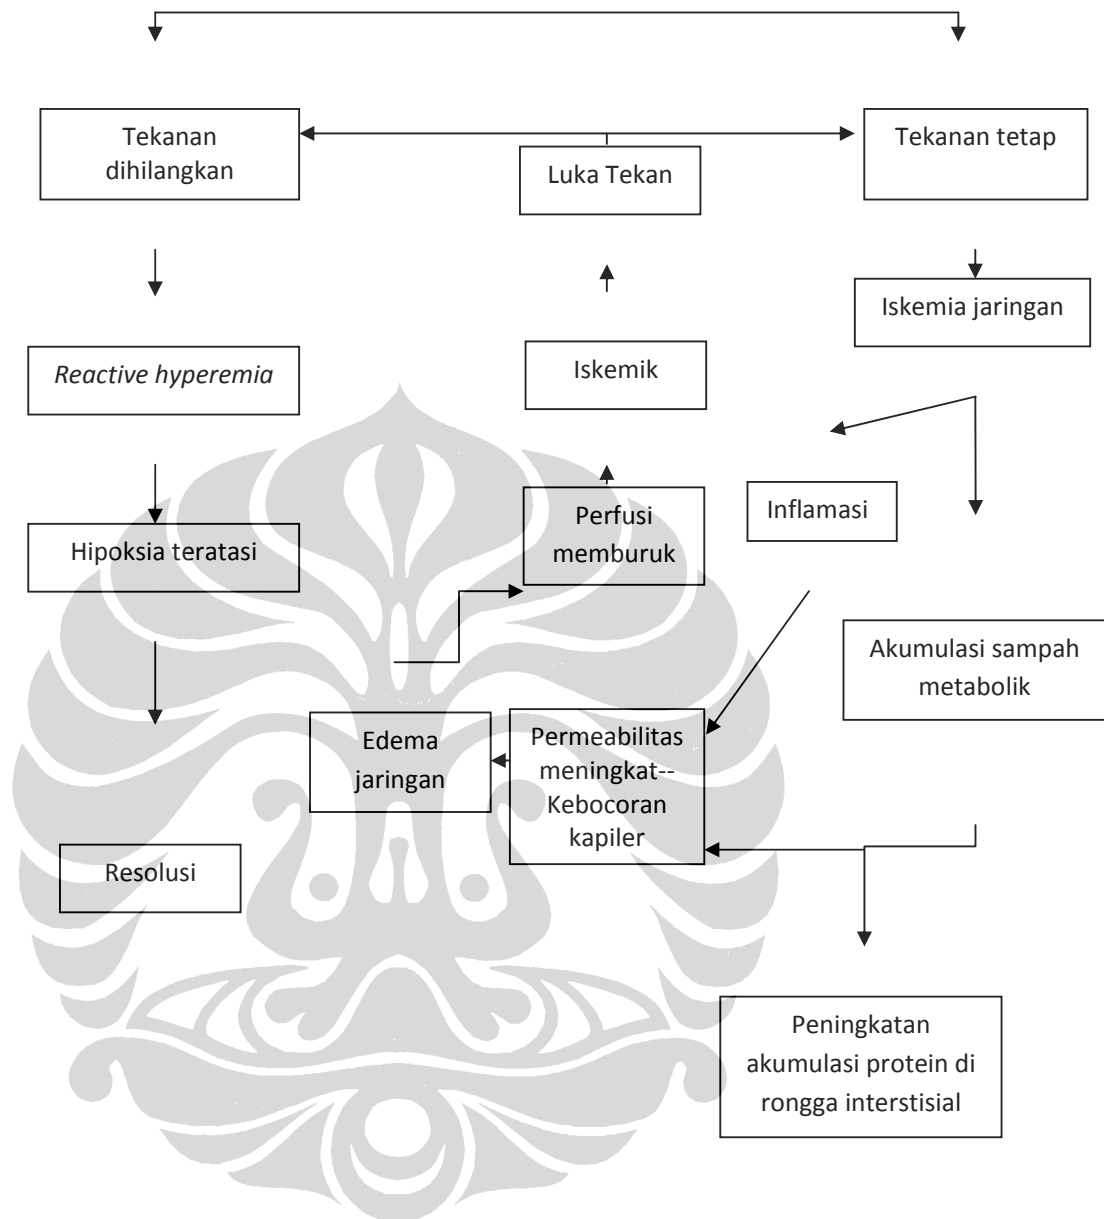 Tekanan
dihilangkan
Luka Tekan
Tekanan tetap
Iskemia jaringan
Reactive hyperemia
Iskemik
Inflamasi
Hipoksia teratasi
Perfusi
memburuk
Akumulasi sampah
metabolik
Edema
jaringan
Permeabilitas
meningkat--
Kebocoran
kapiler
Resolusi
Peningkatan
akumulasi protein di
rongga interstisial